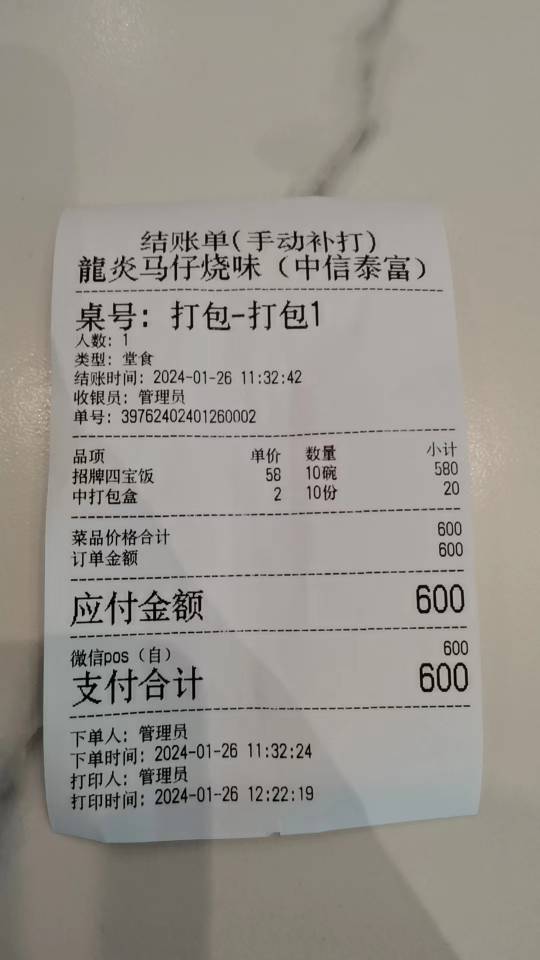 结账单(手动补打)
龍炎马仔烧味（中信泰富）
桌号: 打包-打包1
人数: 1
类型: 堂食
结账时间: 2024-01-26 11:32:42
收银员: 管理员
单号: 39762402401260002
品项 单价 数量 小计
招牌四宝饭 58 10碗 580
中打包盒 2 10份 20
菜品价格合计 600
订单金额 600
应付金额 600
微信pos（自） 600
支付合计 600
下单人: 管理员
下单时间: 2024-01-26 11:32:24
打印人: 管理员
打印时间: 2024-01-26 12:22:19